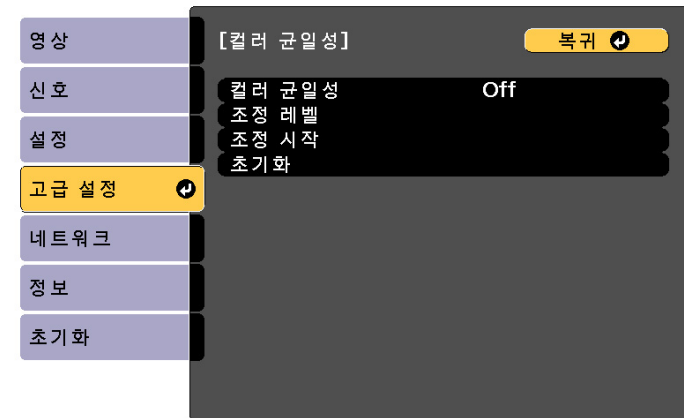 영상
신호
설정
고급 설정
네트워크
정보
초기화
[컬러 균일성]
복귀
컬러 균일성 Off
조정 레벨
조정 시작
초기화